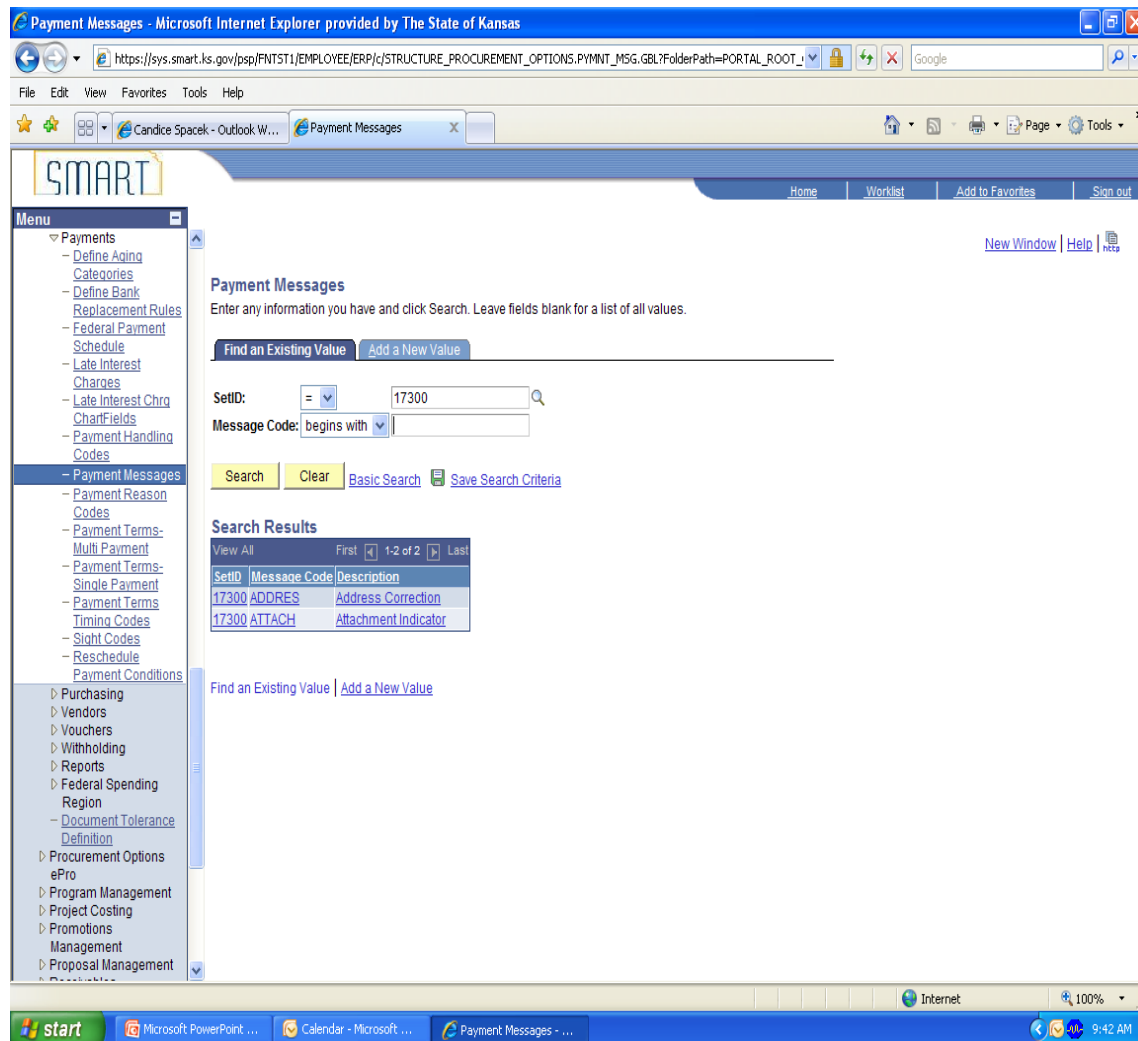 Payment Messages - Microsoft Internet Explorer provided by The State of Kansas
https://sys.smart.ks.gov/psp/FNTST1/EMPLOYEE/ERP/c/STRUCTURE_PROCUREMENT_OPTIONS.PYMNT_MSG.GBL?FolderPath=PORTAL_ROOT_
Google
File Edit View Favorites Tools Help
Candice Spacek - Outlook W...
Payment Messages
Page
Tools
SMART
Home
Worklist
Add to Favorites
Sign out
Menu
Payments
– Define Aging
Categories
– Define Bank
Replacement Rules
– Federal Payment
Schedule
– Late Interest
Charges
– Late Interest Chrg
ChartFields
– Payment Handling
Codes
– Payment Messages
– Payment Reason
Codes
– Payment Terms-
Multi Payment
– Payment Terms-
Single Payment
– Payment Terms
Timing Codes
– Sight Codes
– Reschedule
Payment Conditions
Purchasing
Vendors
Vouchers
Withholding
Reports
Federal Spending
Region
– Document Tolerance
Definition
Procurement Options
ePro
Program Management
Project Costing
Promotions
Management
Proposal Management
New Window | Help |
http
Payment Messages
Enter any information you have and click Search. Leave fields blank for a list of all values.
Find an Existing Value
Add a New Value
SetID: = 17300
Message Code: begins with
Search
Clear
Basic Search
Save Search Criteria
Search Results
View All First 1-2 of 2 Last
SetID Message Code Description
17300 ADDRES Address Correction
17300 ATTACH Attachment Indicator
Find an Existing Value | Add a New Value
Internet
100%
start
Microsoft PowerPoint ...
Calendar - Microsoft ...
Payment Messages - ...
9:42 AM